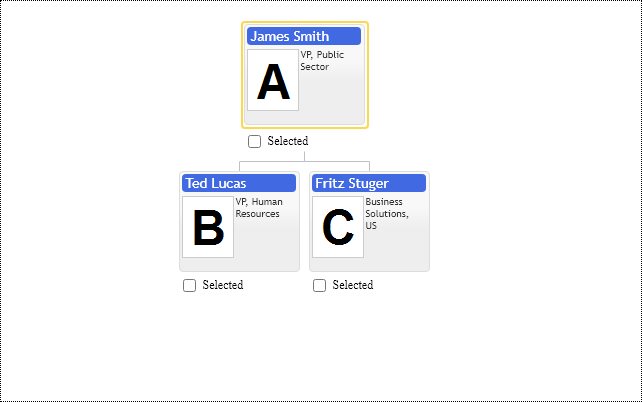 James Smith
A
VP, Public
Sector
Selected
Ted Lucas
B
VP, Human
Resources
Selected
Fritz Stuger
C
Business
Solutions,
US
Selected